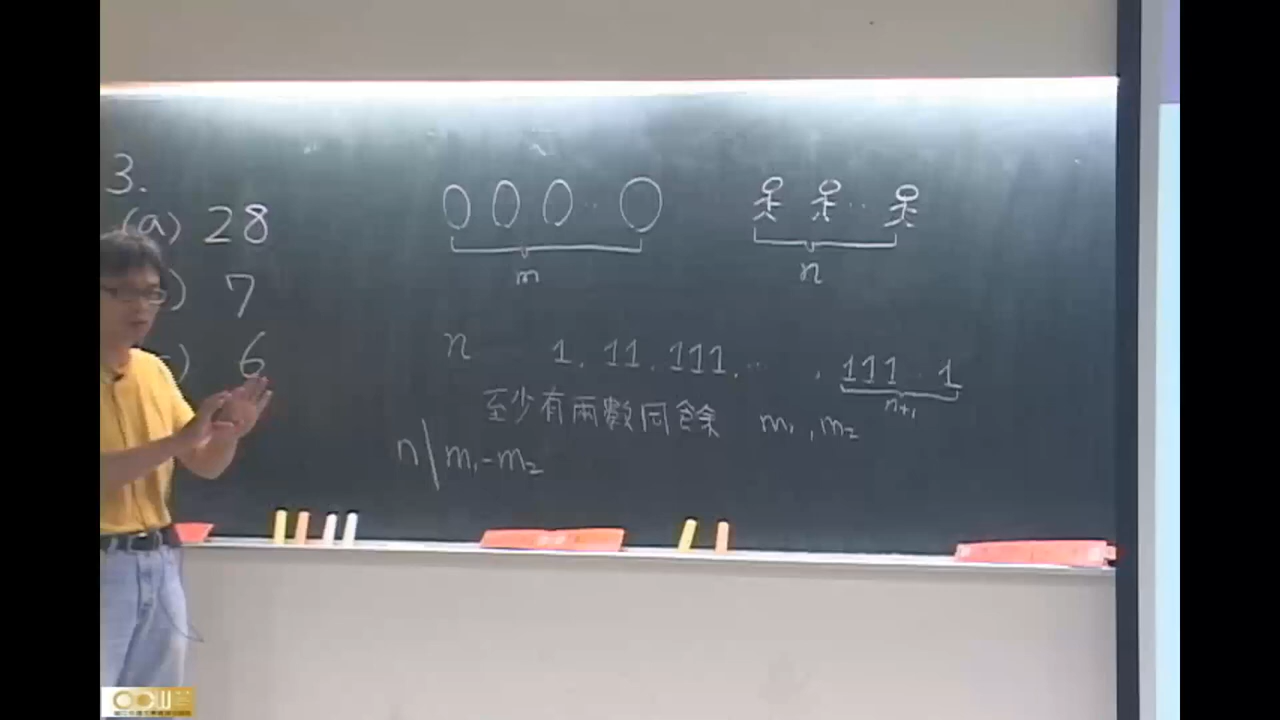 3.
(a) 28
) 7
) 6
m
n
n 1, 11, 111, ... , 111...1
n+1
至少有兩數同餘 m₁, m₂
n | m₁-m₂
OCW